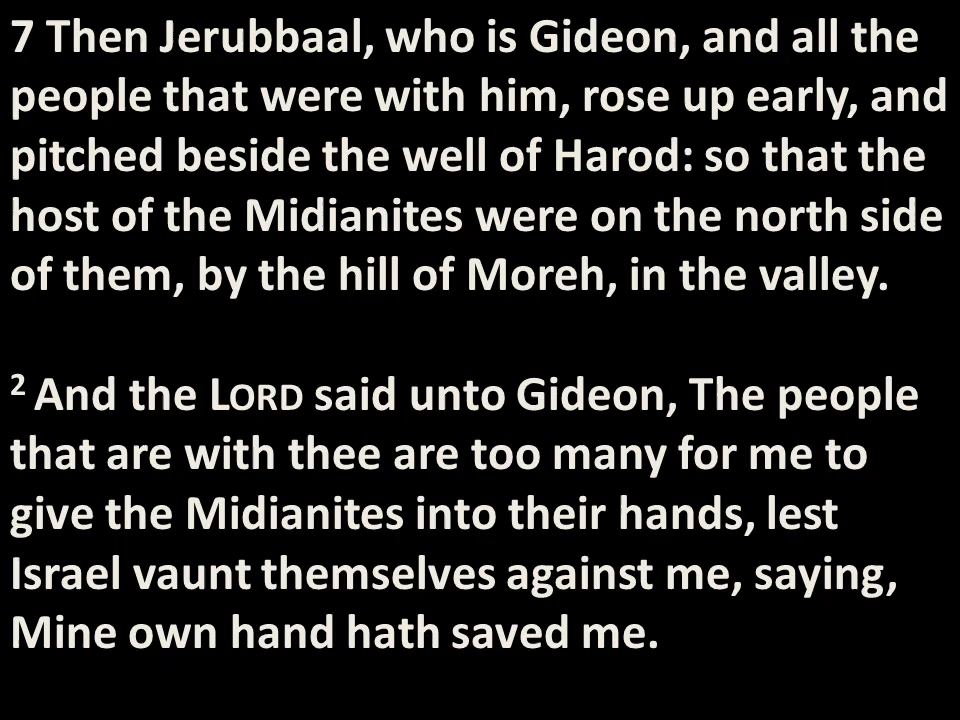 7 Then Jerubbaal, who is Gideon, and all the
people that were with him, rose up early, and
pitched beside the well of Harod: so that the
host of the Midianites were on the north side
of them, by the hill of Moreh, in the valley.
2 And the LORD said unto Gideon, The people
that are with thee are too many for me to
give the Midianites into their hands, lest
Israel vaunt themselves against me, saying,
Mine own hand hath saved me.